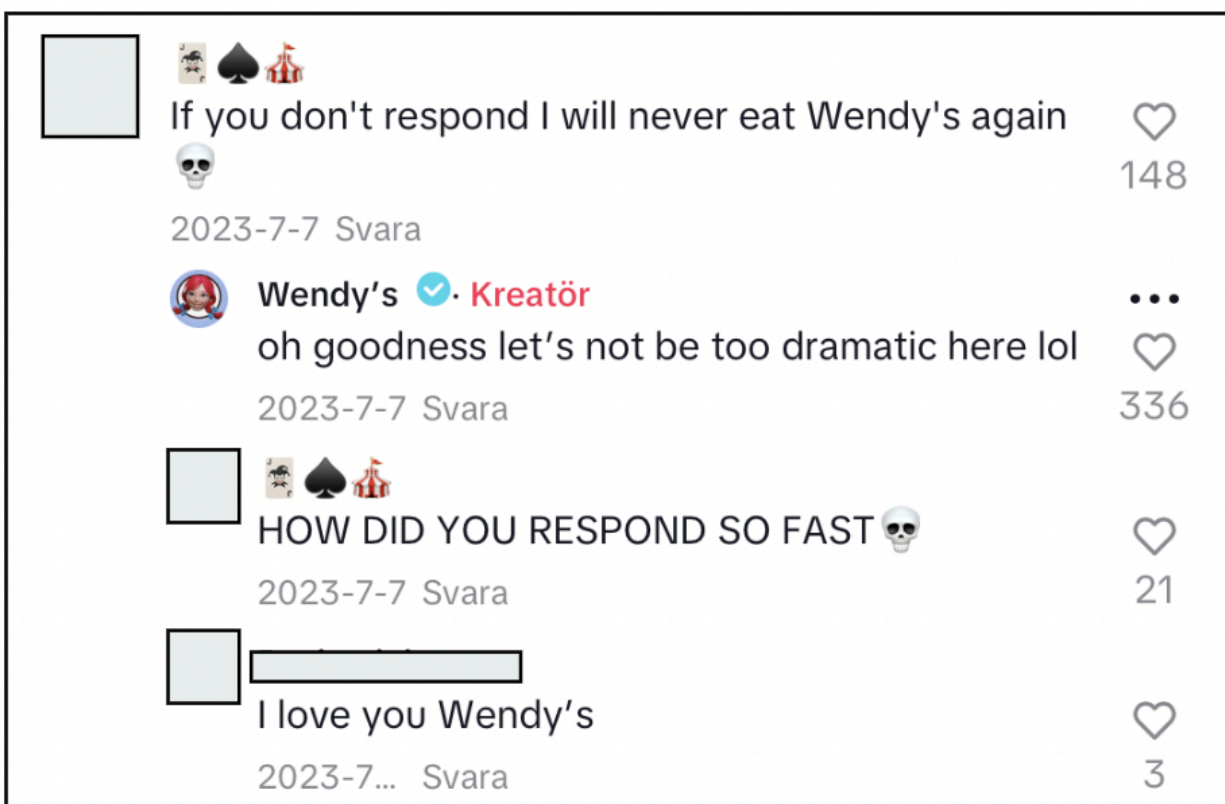 🃏♠️🎪
If you don't respond I will never eat Wendy's again
💀
148
2023-7-7 Svara
Wendy’s · Kreatör
oh goodness let’s not be too dramatic here lol
336
2023-7-7 Svara
🃏♠️🎪
HOW DID YOU RESPOND SO FAST💀
21
2023-7-7 Svara
I love you Wendy’s
3
2023-7... Svara